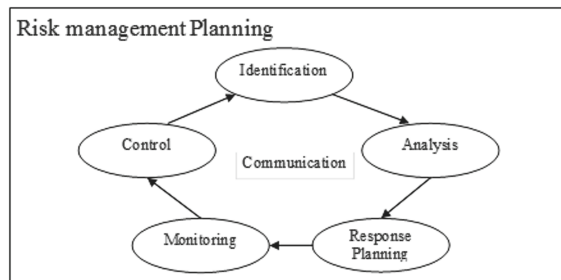 Risk management Planning
Identification
Control
Communication
Analysis
Monitoring
Response
Planning